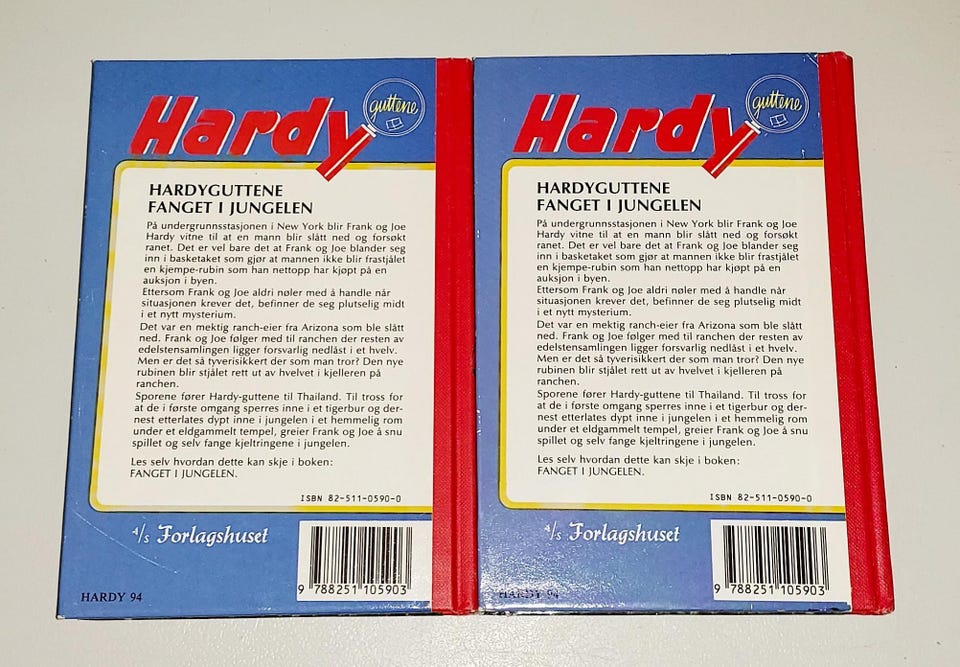 Hardy
guttene
HARDYGUTTENE
FANGET I JUNGELEN
På undergrunnsstasjonen i New York blir Frank og Joe
Hardy vitne til at en mann blir slått ned og forsøkt
ranet. Det er vel bare det at Frank og Joe blander seg
inn i basketaket som gjør at mannen ikke blir frastjålet
en kjempe-rubin som han nettopp har kjøpt på en
auksjon i byen.
Ettersom Frank og Joe aldri nøler med å handle når
situasjonen krever det, befinner de seg plutselig midt
i et nytt mysterium.
Det var en mektig ranch-eier fra Arizona som ble slått
ned. Frank og Joe følger med til ranchen der resten av
edelstensamlingen ligger forsvarlig nedlåst i et hvelv.
Men er det så tyverisikkert der som man tror? Den nye
rubinen blir stjålet rett ut av hvelvet i kjelleren på
ranchen.
Sporene fører Hardy-guttene til Thailand. Til tross for
at de i første omgang sperres inne i et tigerbur og der-
nest etterlates dypt inne i jungelen i et hemmelig rom
under et eldgammelt tempel, greier Frank og Joe å snu
spillet og selv fange kjeltringene i jungelen.
Les selv hvordan dette kan skje i boken:
FANGET I JUNGELEN.
ISBN 82-511-0590-0
A/S Forlagshuset
9 788251 105903
HARDY 94
Hardy
guttene
HARDYGUTTENE
FANGET I JUNGELEN
På undergrunnsstasjonen i New York blir Frank og Joe
Hardy vitne til at en mann blir slått ned og forsøkt
ranet. Det er vel bare det at Frank og Joe blander seg
inn i basketaket som gjør at mannen ikke blir frastjålet
en kjempe-rubin som han nettopp har kjøpt på en
auksjon i byen.
Ettersom Frank og Joe aldri nøler med å handle når
situasjonen krever det, befinner de seg plutselig midt
i et nytt mysterium.
Det var en mektig ranch-eier fra Arizona som ble slått
ned. Frank og Joe følger med til ranchen der resten av
edelstensamlingen ligger forsvarlig nedlåst i et hvelv.
Men er det så tyverisikkert der som man tror? Den nye
rubinen blir stjålet rett ut av hvelvet i kjelleren på
ranchen.
Sporene fører Hardy-guttene til Thailand. Til tross for
at de i første omgang sperres inne i et tigerbur og der-
nest etterlates dypt inne i jungelen i et hemmelig rom
under et eldgammelt tempel, greier Frank og Joe å snu
spillet og selv fange kjeltringene i jungelen.
Les selv hvordan dette kan skje i boken:
FANGET I JUNGELEN.
ISBN 82-511-0590-0
A/S Forlagshuset
9 788251 105903
HARDY 94